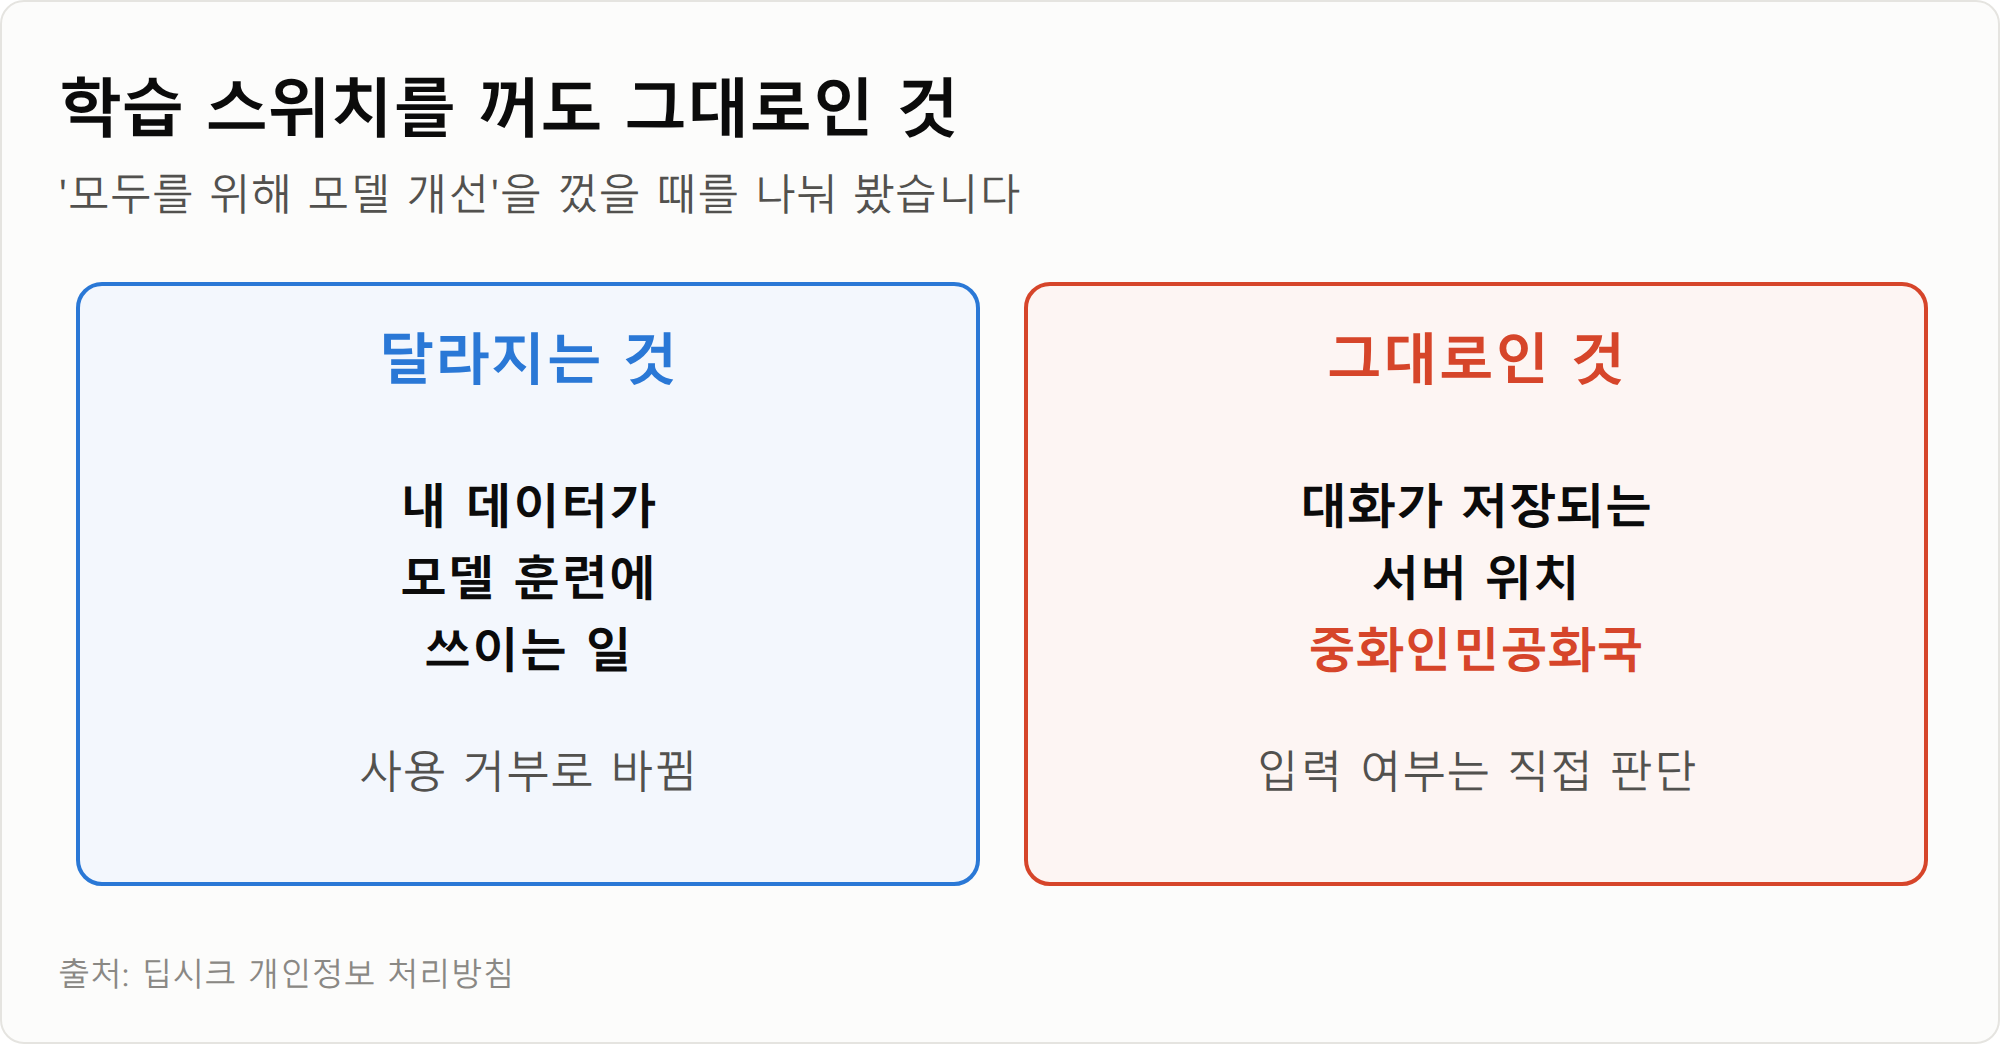 학습 스위치를 꺼도 그대로인 것
'모두를 위해 모델 개선'을 껐을 때를 나눠 봤습니다
달라지는 것
내 데이터가
모델 훈련에
쓰이는 일
사용 거부로 바뀜
그대로인 것
대화가 저장되는
서버 위치
중화인민공화국
입력 여부는 직접 판단
출처: 딥시크 개인정보 처리방침